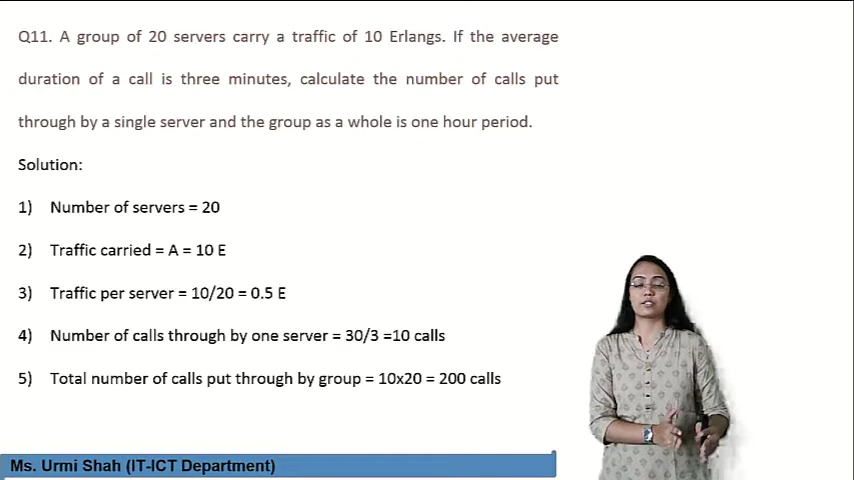 Q11. A group of 20 servers carry a traffic of 10 Erlangs. If the average
duration of a call is three minutes, calculate the number of calls put
through by a single server and the group as a whole is one hour period.
Solution:
1) Number of servers = 20
2) Traffic carried = A = 10 E
3) Traffic per server = 10/20 = 0.5 E
4) Number of calls through by one server = 30/3 =10 calls
5) Total number of calls put through by group = 10x20 = 200 calls
Ms. Urmi Shah (IT-ICT Department)